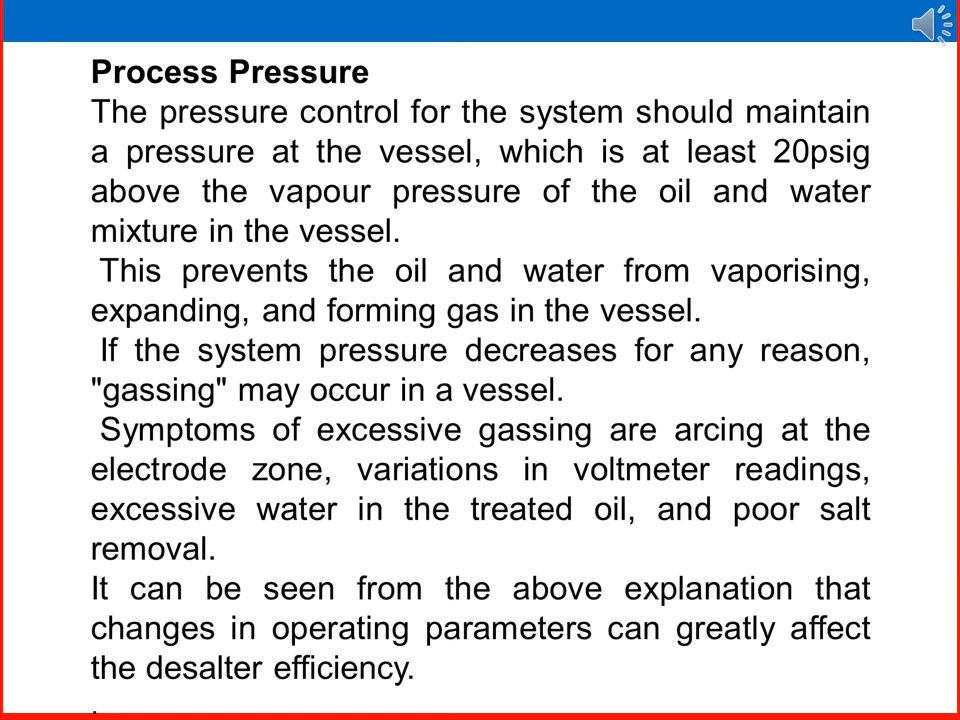 Process Pressure
The pressure control for the system should maintain
a pressure at the vessel, which is at least 20psig
above the vapour pressure of the oil and water
mixture in the vessel.
This prevents the oil and water from vaporising,
expanding, and forming gas in the vessel.
If the system pressure decreases for any reason,
"gassing" may occur in a vessel.
Symptoms of excessive gassing are arcing at the
electrode zone, variations in voltmeter readings,
excessive water in the treated oil, and poor salt
removal.
It can be seen from the above explanation that
changes in operating parameters can greatly affect
the desalter efficiency.
.